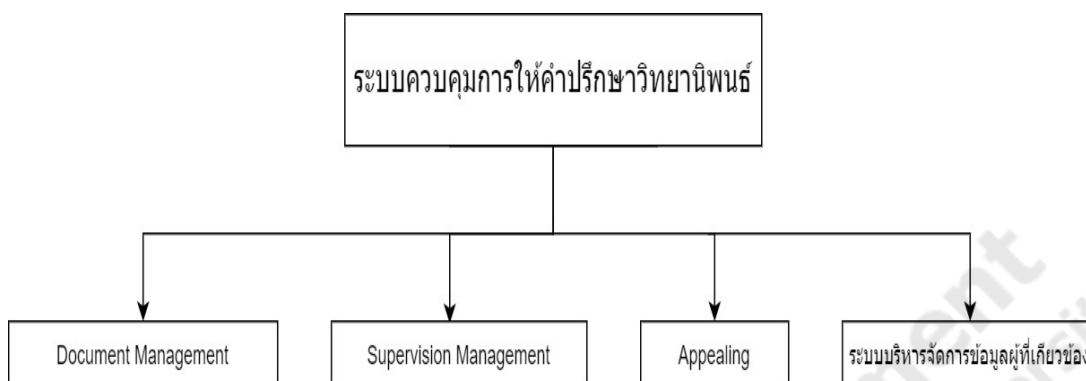 ระบบควบคุมการให้คำปรึกษาวิทยานิพนธ์
Document Management
Supervision Management
Appealing
ระบบบริหารจัดการข้อมูลผู้ที่เกี่ยวข้อง